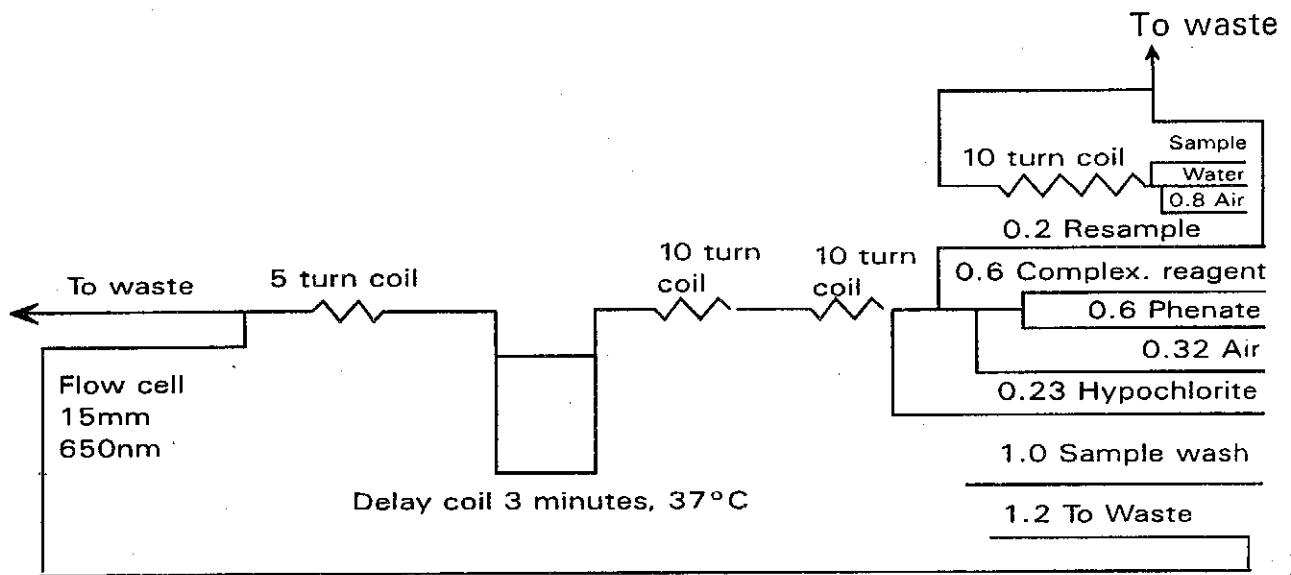 To waste
Sample
10 turn coil
Water
0.8 Air
0.2 Resample
10 turn
coil
10 turn
coil
0.6 Complex. reagent
To waste
5 turn coil
0.6 Phenate
0.32 Air
Flow cell
15mm
650nm
0.23 Hypochlorite
1.0 Sample wash
Delay coil 3 minutes, 37°C
1.2 To Waste